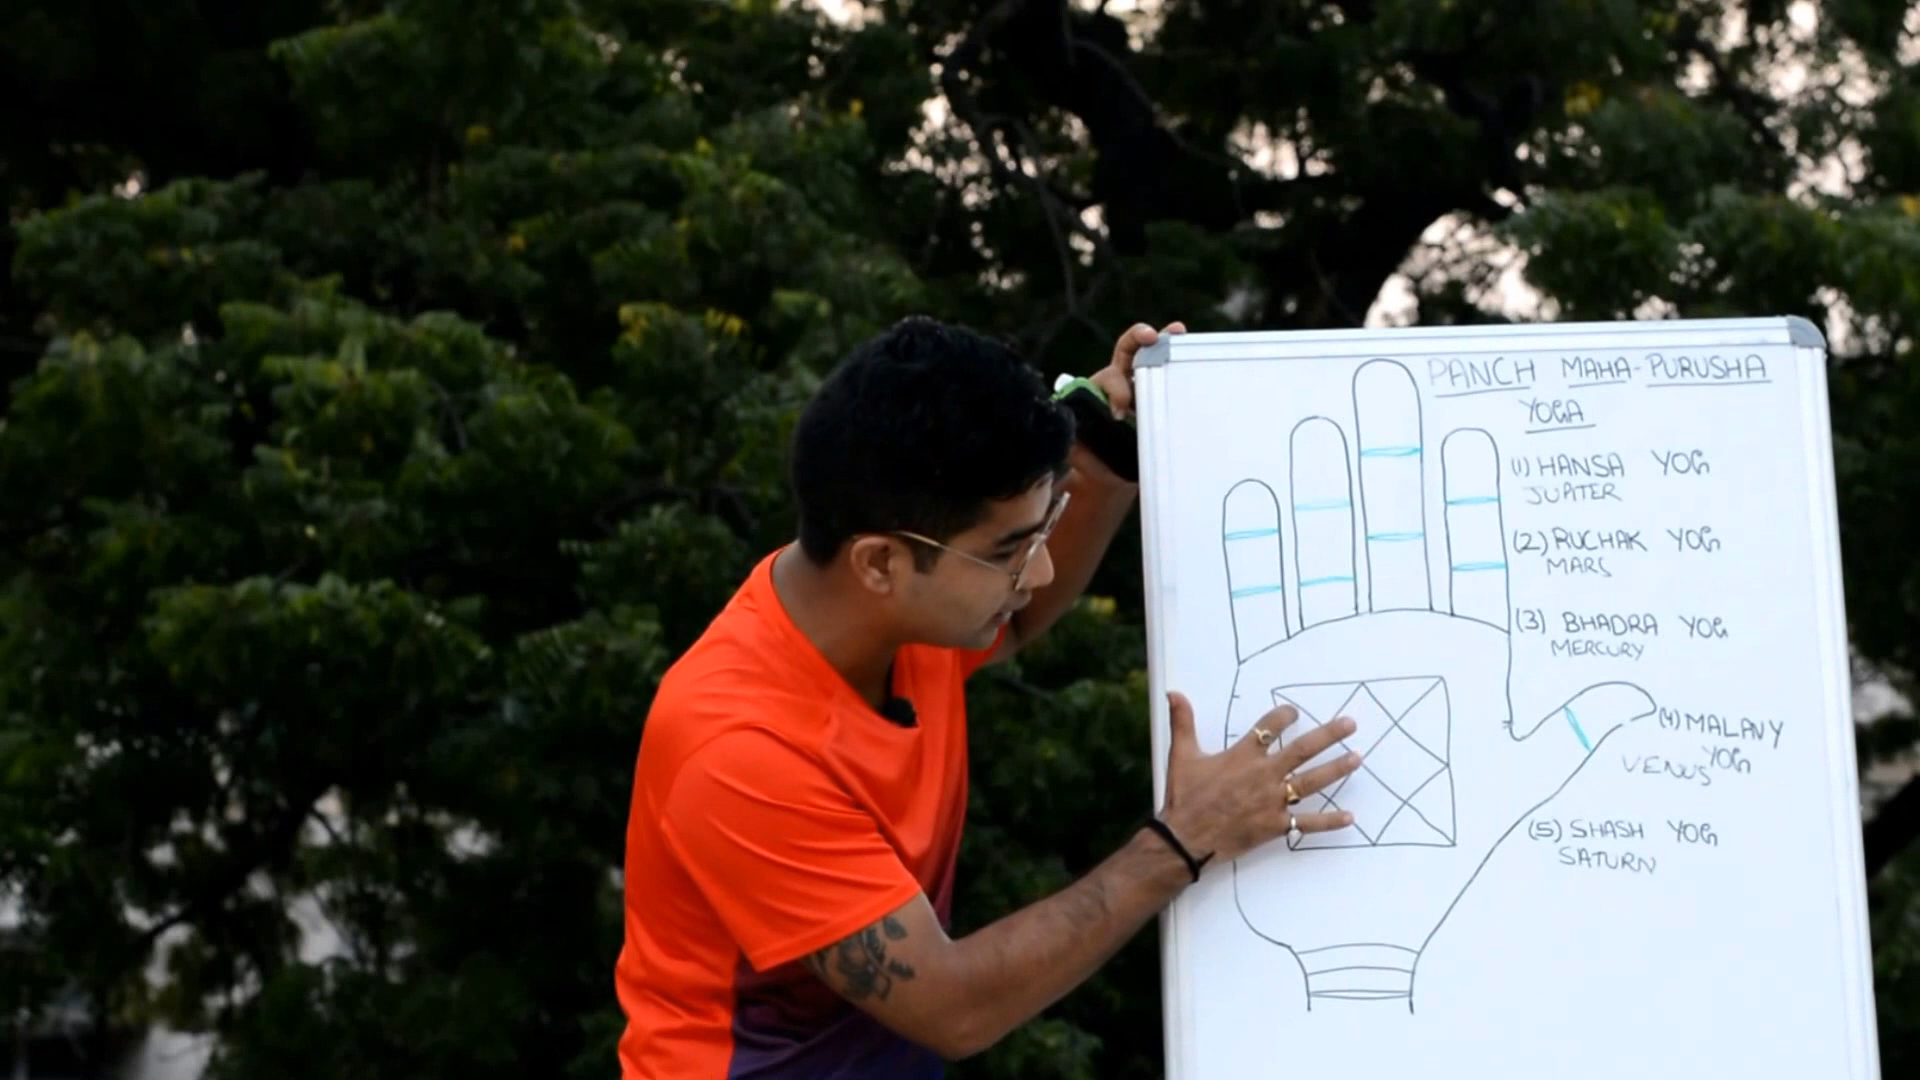 PANCH MAHA-PURUSHA
YOGA
(1) HANSA YOG
JUPITER
(2) RUCHAK YOG
MARS
(3) BHADRA YOG
MERCURY
(4) MALAVY
YOG
VENUS
(5) SHASH YOG
SATURN